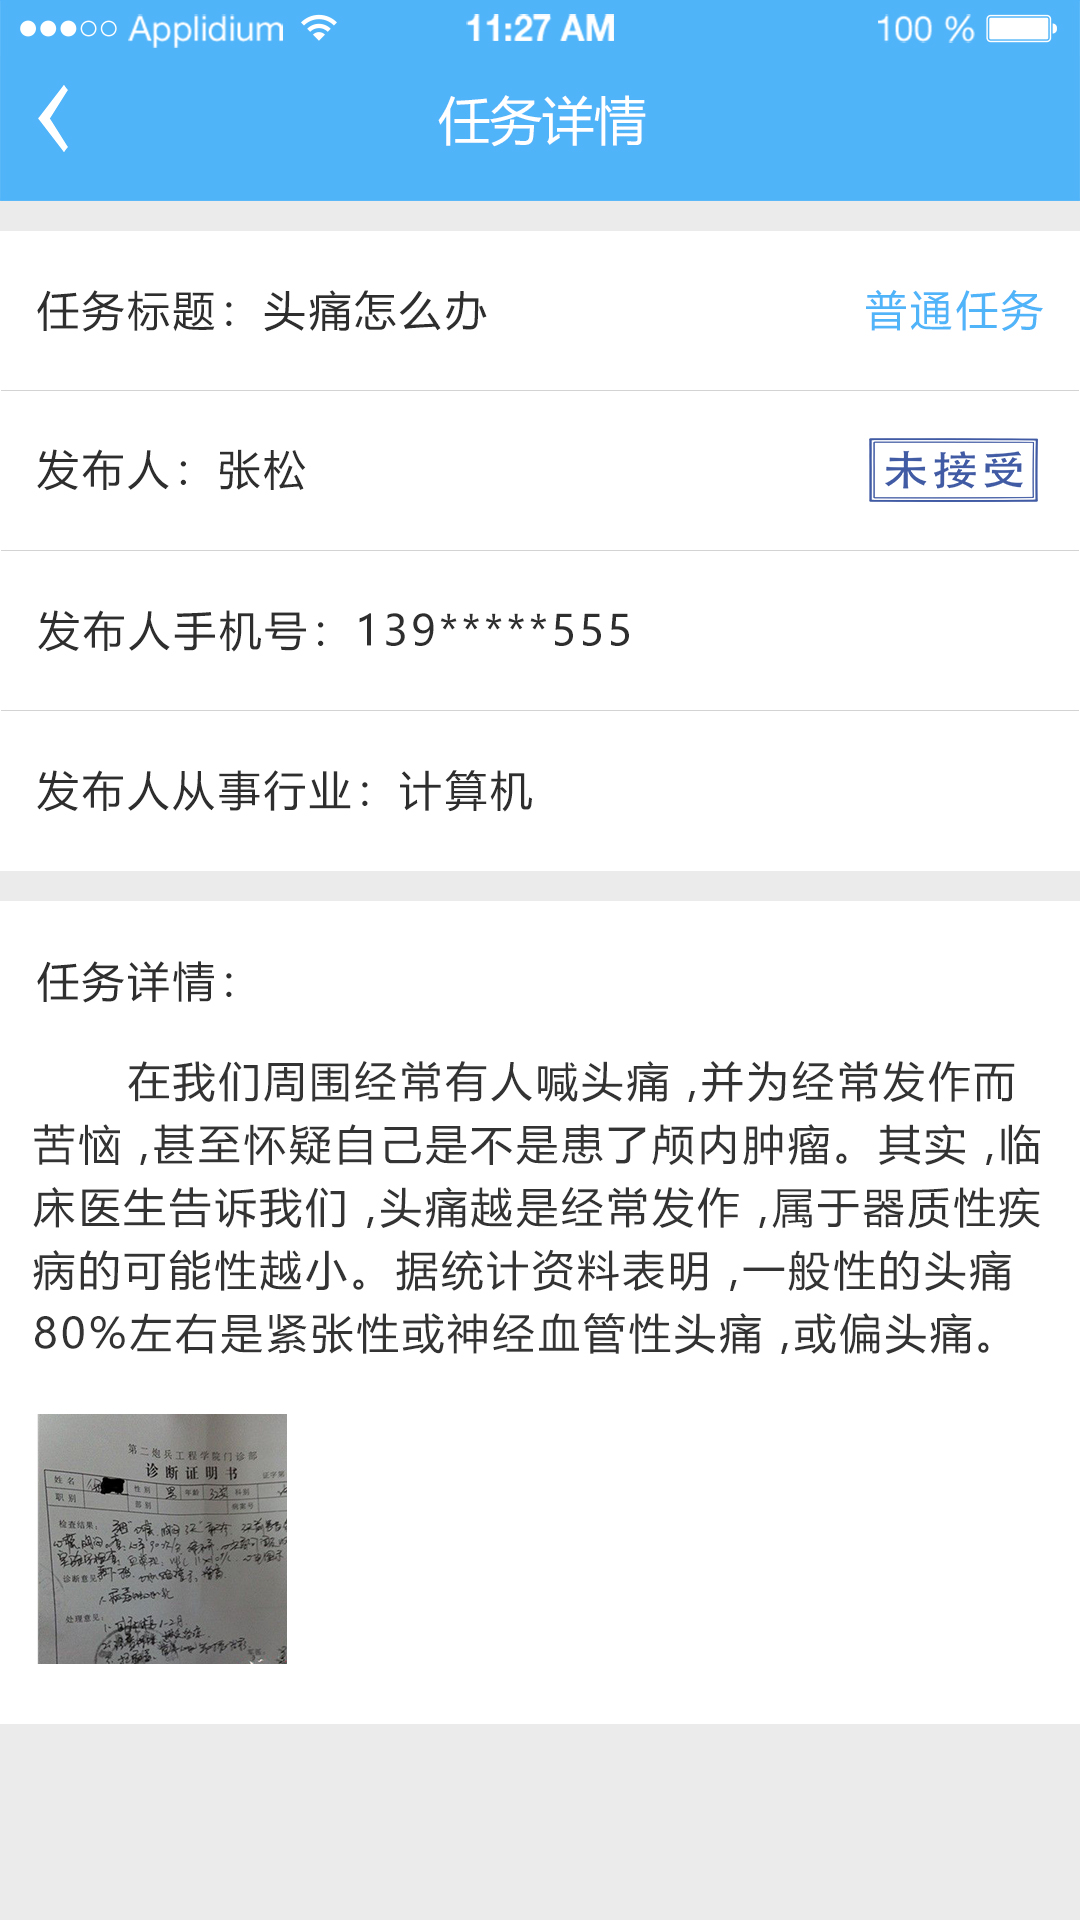 Applidium 11:27 AM 100 %
任务详情
任务标题：头痛怎么办 普通任务
发布人：张松 未接受
发布人手机号：139*****555
发布人从事行业：计算机
任务详情：
在我们周围经常有人喊头痛 ,并为经常发作而
苦恼 ,甚至怀疑自己是不是患了颅内肿瘤。其实 ,临
床医生告诉我们 ,头痛越是经常发作 ,属于器质性疾
病的可能性越小。据统计资料表明 ,一般性的头痛
80%左右是紧张性或神经血管性头痛 ,或偏头痛。
第二炮兵工程学院门诊部
诊断证明书 证字第
姓名 性别 男 年龄 科别
职别 部别 病案号
检查结果：
诊断意见
处理意见：